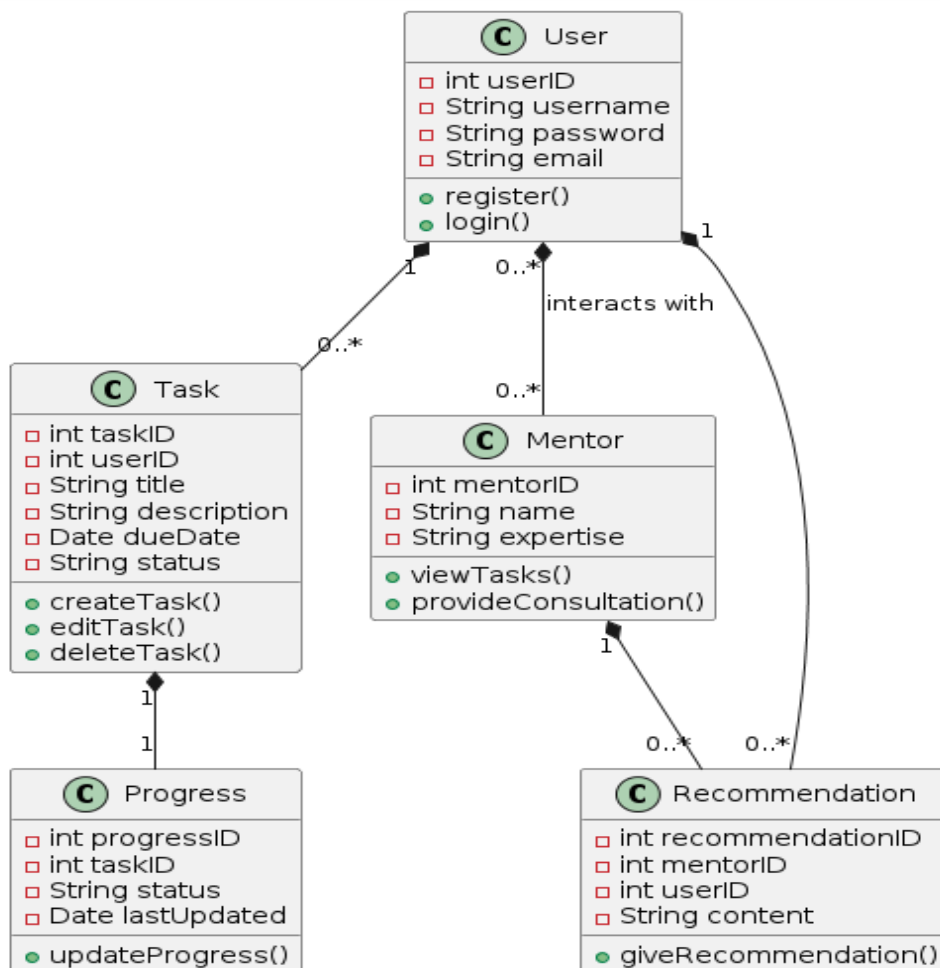 C User
int userID
String username
String password
String email
register()
login()
1
1
0..*
interacts with
0..*
0..*
C Task
int taskID
int userID
String title
String description
Date dueDate
String status
createTask()
editTask()
deleteTask()
C Mentor
int mentorID
String name
String expertise
viewTasks()
provideConsultation()
1
1
1
0..*
0..*
C Progress
int progressID
int taskID
String status
Date lastUpdated
updateProgress()
C Recommendation
int recommendationID
int mentorID
int userID
String content
giveRecommendation()